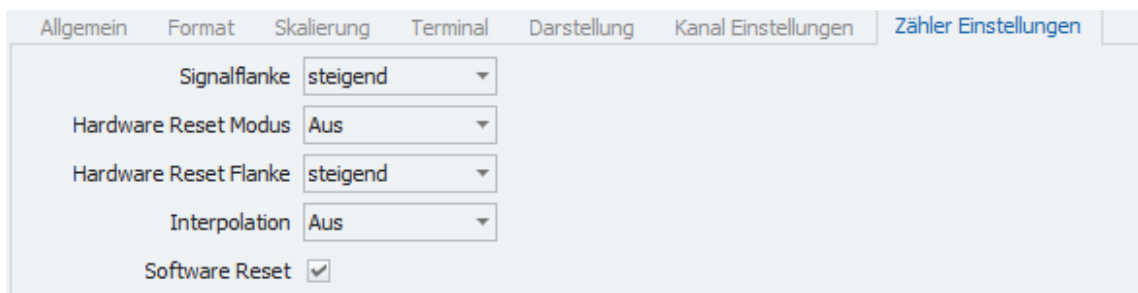 Allgemein Format Skalierung Terminal Darstellung Kanal Einstellungen Zähler Einstellungen
Signalflanke steigend
Hardware Reset Modus Aus
Hardware Reset Flanke steigend
Interpolation Aus
Software Reset